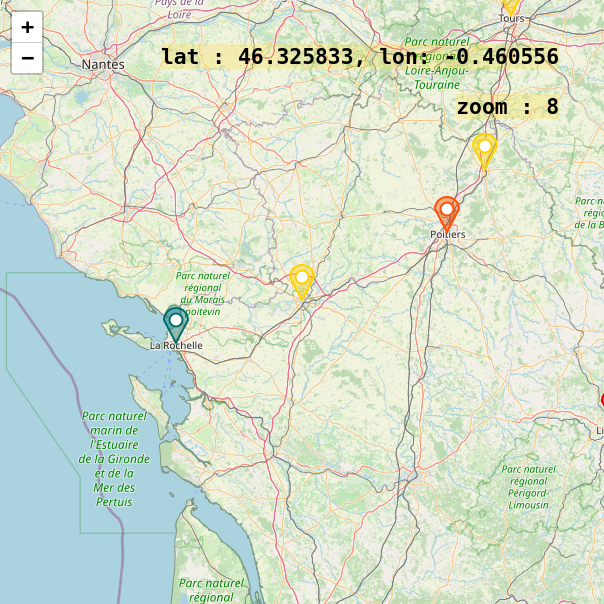 Pays de la
Loire
Tours
+
−
Nantes
lat : 46.325833, lon: -0.460556
Parc naturel
régional
Loire-Anjou-
Touraine
zoom : 8
Parc n
régio
de la B
Poitiers
Parc naturel
régional
du Marais
poitevin
La Rochelle
Parc naturel
marin de
l'Estuaire
de la Gironde
et de la
Mer des
Pertuis
Li
Parc naturel
régional
Périgord-
Limousin
Parc naturel
régional